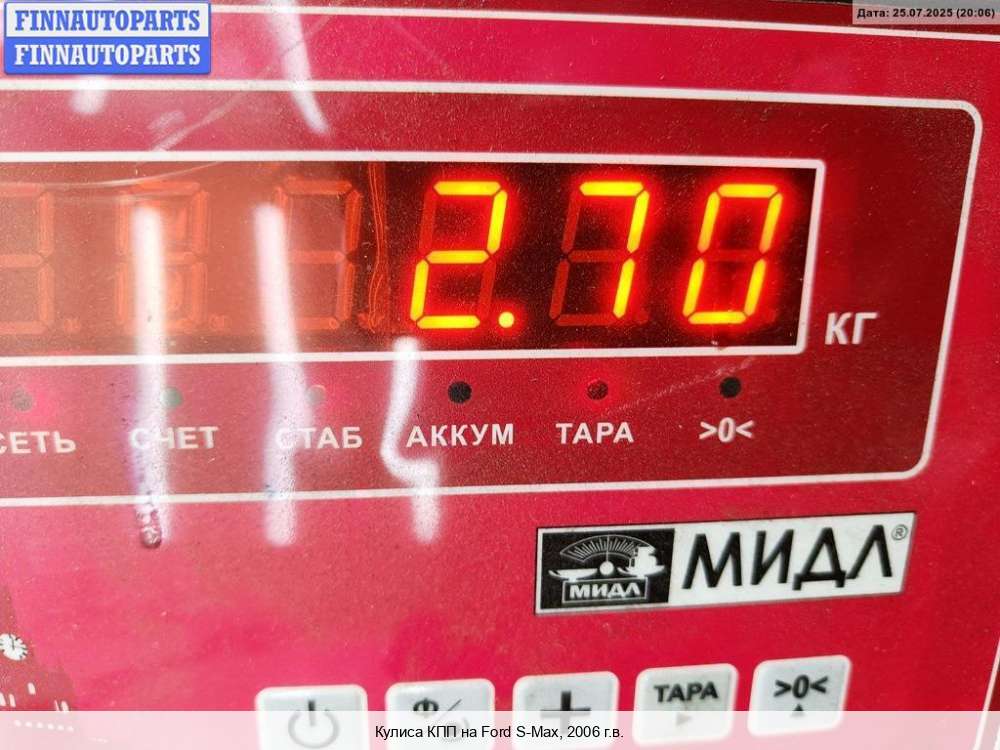 FINNAUTOPARTS
FINNAUTOPARTS
Дата: 25.07.2025 (20:06)
2.70
КГ
СЕТЬ СЧЕТ СТАБ АККУМ ТАРА >0<
МИДЛ МИДЛ®
ТАРА >0<
Кулиса КПП на Ford S-Max, 2006 г.в.